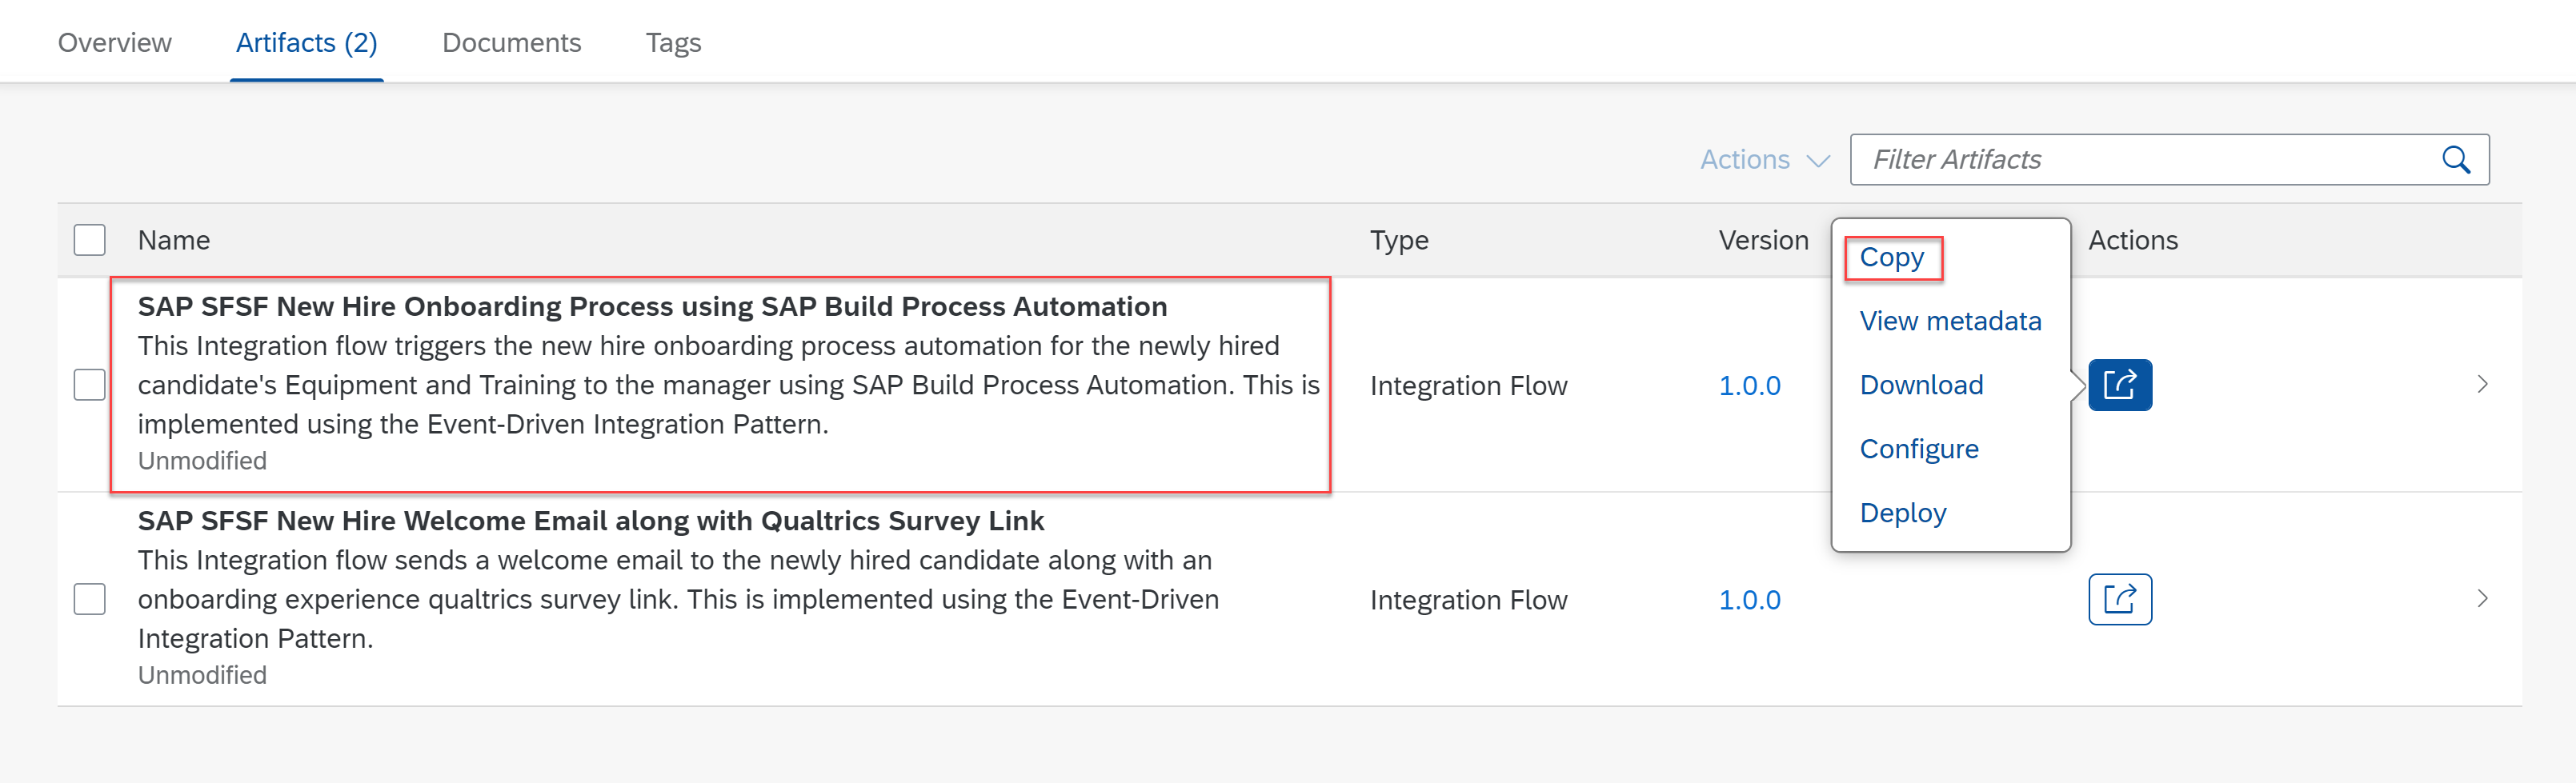 Overview Artifacts (2) Documents Tags
Actions Filter Artifacts
Name Type Version Actions
SAP SFSF New Hire Onboarding Process using SAP Build Process Automation
This Integration flow triggers the new hire onboarding process automation for the newly hired
candidate's Equipment and Training to the manager using SAP Build Process Automation. This is
implemented using the Event-Driven Integration Pattern.
Unmodified
Integration Flow
1.0.0
Copy
View metadata
Download
Configure
Deploy
SAP SFSF New Hire Welcome Email along with Qualtrics Survey Link
This Integration flow sends a welcome email to the newly hired candidate along with an
onboarding experience qualtrics survey link. This is implemented using the Event-Driven
Integration Pattern.
Unmodified
Integration Flow
1.0.0